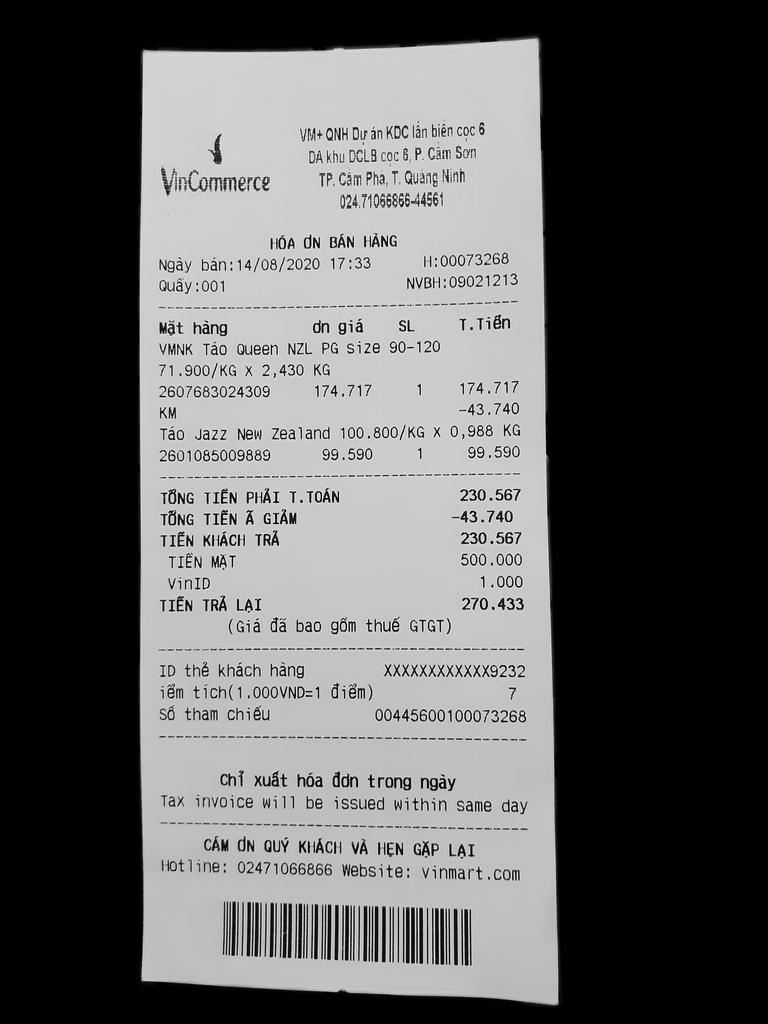 VinCommerce
VM+ QNH Dự án KDC lấn biên cọc 6
DA khu DCLB cọc 6, P. Cẩm Sơn
TP. Cẩm Phả, T. Quảng Ninh
024.71066866-44561
HÓA ƠN BÁN HÀNG
Ngày bán:14/08/2020 17:33 H:00073268
Quầy:001 NVBH:09021213
Mặt hàng ơn giá SL T.Tiền
VMNK Táo Queen NZL PG size 90-120
71.900/KG X 2,430 KG
2607683024309 174.717 1 174.717
KM -43.740
Táo Jazz New Zealand 100.800/KG X 0,988 KG
2601085009889 99.590 1 99.590
TỔNG TIỀN PHẢI T.TOÁN 230.567
TỔNG TIỀN Ã GIẢM -43.740
TIỀN KHÁCH TRẢ 230.567
TIỀN MẶT 500.000
VinID 1.000
TIỀN TRẢ LẠI 270.433
(Giá đã bao gồm thuế GTGT)
ID thẻ khách hàng XXXXXXXXXXXX9232
iểm tích(1.000VND=1 điểm) 7
Số tham chiếu 00445600100073268
Chỉ xuất hóa đơn trong ngày
Tax invoice will be issued within same day
CÁM ƠN QUÝ KHÁCH VÀ HẸN GẶP LẠI
Hotline: 02471066866 Website: vinmart.com